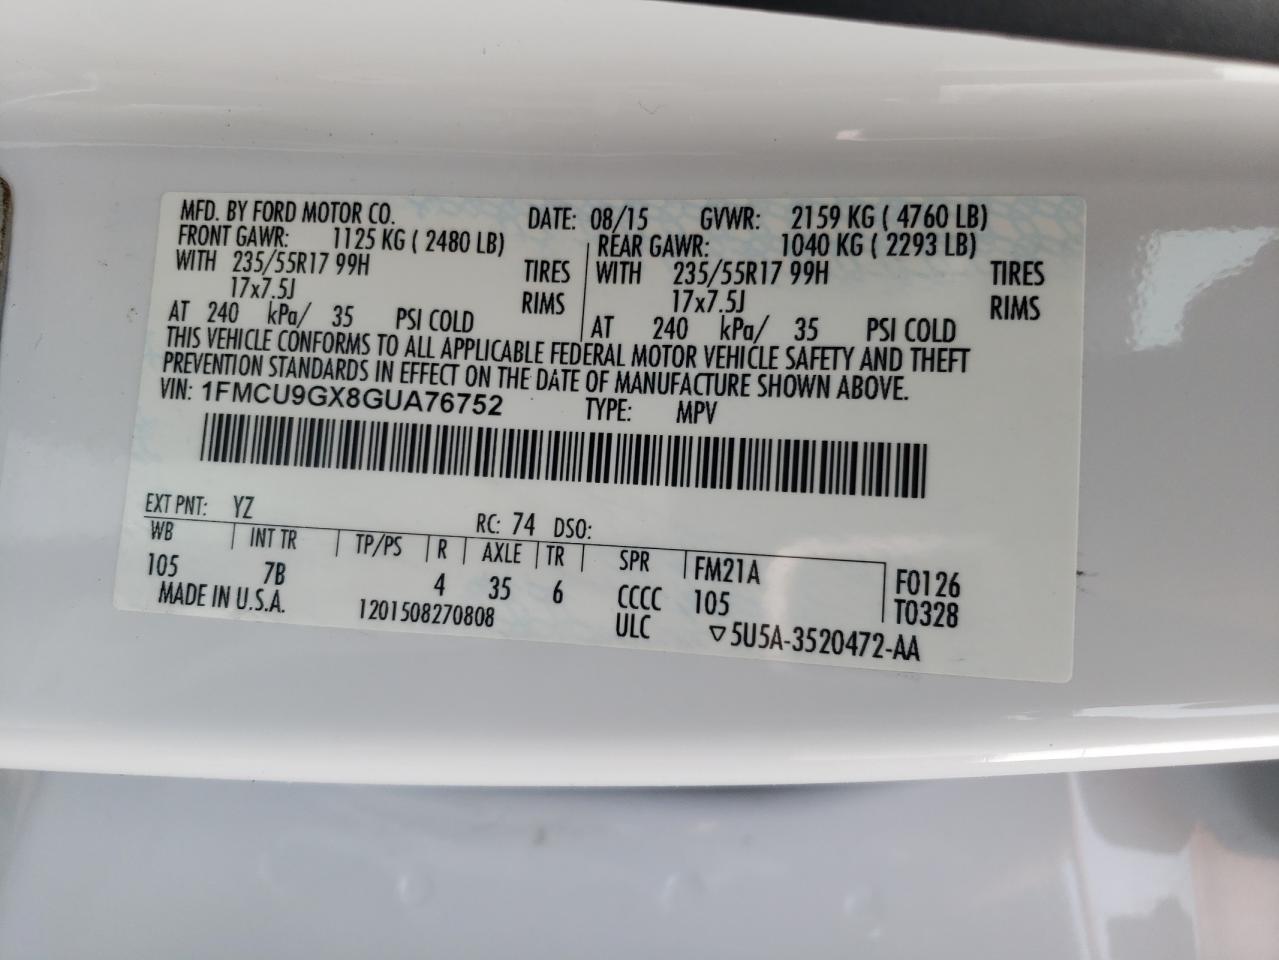 MFD. BY FORD MOTOR CO. DATE: 08/15 GVWR: 2159 KG ( 4760 LB)
FRONT GAWR: 1125 KG ( 2480 LB) REAR GAWR: 1040 KG ( 2293 LB)
WITH 235/55R17 99H TIRES WITH 235/55R17 99H TIRES
17x7.5J RIMS 17x7.5J RIMS
AT 240 kPa/ 35 PSI COLD AT 240 kPa/ 35 PSI COLD
THIS VEHICLE CONFORMS TO ALL APPLICABLE FEDERAL MOTOR VEHICLE SAFETY AND THEFT
PREVENTION STANDARDS IN EFFECT ON THE DATE OF MANUFACTURE SHOWN ABOVE.
VIN: 1FMCU9GX8GUA76752 TYPE: MPV
EXT PNT: YZ RC: 74 DSO:
WB INT TR TP/PS R AXLE TR SPR FM21A F0126
105 7B 4 35 6 CCCC 105 T0328
MADE IN U.S.A. 1201508270808 ULC ▽5U5A-3520472-AA